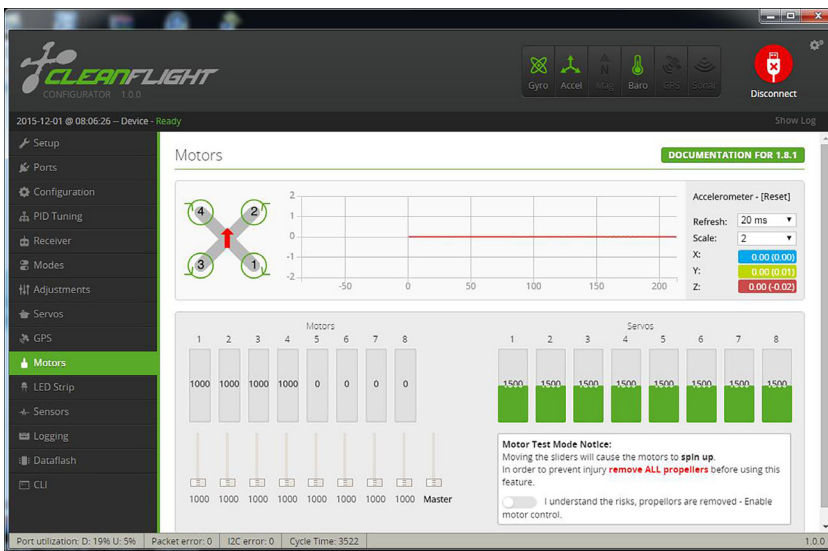 CLEANFLIGHT
CONFIGURATOR 1.0.0
Gyro Accel Mag Baro GPS Sonar
Disconnect
2015-12-01 @ 08:06:26 -- Device - Ready
Show Log
Setup
Ports
Configuration
PID Tuning
Receiver
Modes
Adjustments
Servos
GPS
Motors
LED Strip
Sensors
Logging
Dataflash
CLI
Motors
DOCUMENTATION FOR 1.8.1
4 2
3 1
2
1
0
-1
-2
-50 0 50 100 150 200
Accelerometer - [Reset]
Refresh: 20 ms
Scale: 2
X: 0.00 (0.00)
Y: 0.00 (0.01)
Z: 0.00 (-0.02)
Motors
1 2 3 4 5 6 7 8
1000 1000 1000 1000 0 0 0 0
1000 1000 1000 1000 1000 1000 1000 1000 Master
Servos
1 2 3 4 5 6 7 8
1500 1500 1500 1500 1500 1500 1500 1500
Motor Test Mode Notice:
Moving the sliders will cause the motors to spin up.
In order to prevent injury remove ALL propellers before using this
feature.
I understand the risks, propellors are removed - Enable
motor control.
Port utilization: D: 19% U: 5% Packet error: 0 I2C error: 0 Cycle Time: 3522 1.0.0